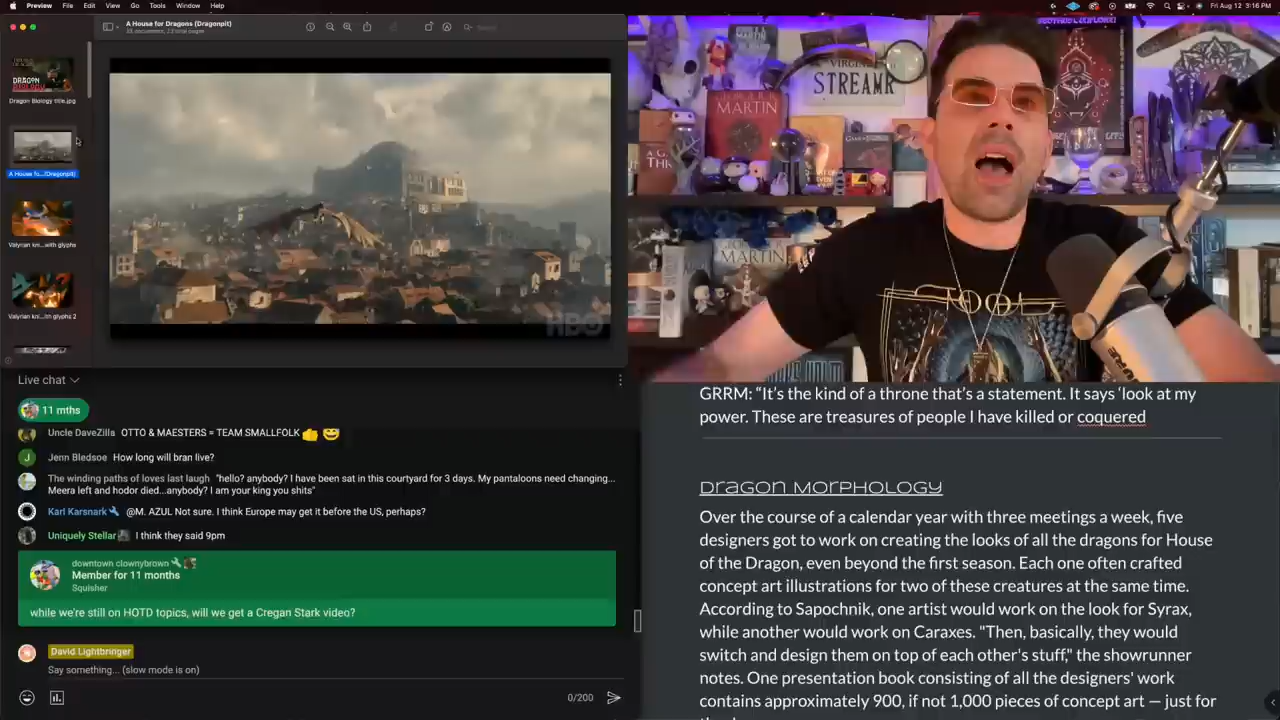 Preview File Edit View Go Tools Window Help
Fri Aug 12 3:16 PM
A House for Dragons (Dragonpit)
Search
DRAGON
Dragon Biology title.jpg
A House fo...(Dragonpit)
Valyrian kni...with glyphs
Valyrian kni...ith glyphs 2
HBO
VIRGINIA
STREAMR
MARTIN
MARTIN
TOOL
Live chat
11 mths
Uncle DaveZilla OTTO & MAESTERS = TEAM SMALLFOLK
J
Jenn Bledsoe How long will bran live?
The winding paths of loves last laugh "hello? anybody? I have been sat in this courtyard for 3 days. My pantaloons need changing...
Meera left and hodor died...anybody? I am your king you shits"
Karl Karsnark @M. AZUL Not sure. I think Europe may get it before the US, perhaps?
Uniquely Stellar I think they said 9pm
downtown clownybrown
Member for 11 months
Squisher
while we're still on HOTD topics, will we get a Cregan Stark video?
David Lightbringer
Say something... (slow mode is on)
0/200
GRRM: “It's the kind of a throne that's a statement. It says ‘look at my
power. These are treasures of people I have killed or coquered
Dragon Morphology
Over the course of a calendar year with three meetings a week, five
designers got to work on creating the looks of all the dragons for House
of the Dragon, even beyond the first season. Each one often crafted
concept art illustrations for two of these creatures at the same time.
According to Sapochnik, one artist would work on the look for Syrax,
while another would work on Caraxes. "Then, basically, they would
switch and design them on top of each other's stuff," the showrunner
notes. One presentation book consisting of all the designers' work
contains approximately 900, if not 1,000 pieces of concept art — just for